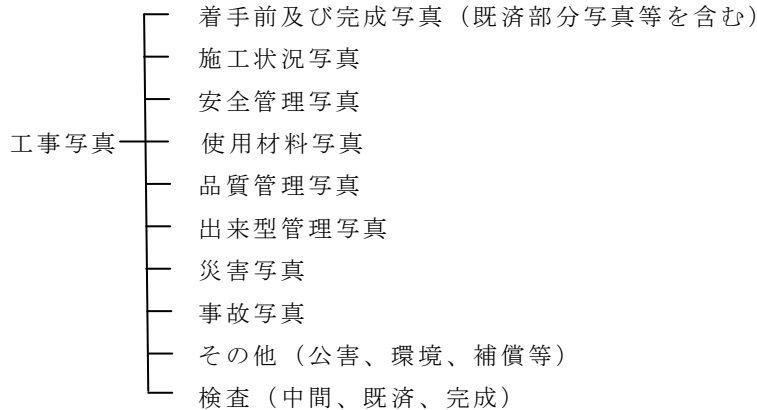 着手前及び完成写真（既済部分写真等を含む）
施工状況写真
安全管理写真
工事写真 使用材料写真
品質管理写真
出来型管理写真
災害写真
事故写真
その他（公害、環境、補償等）
検査（中間、既済、完成）